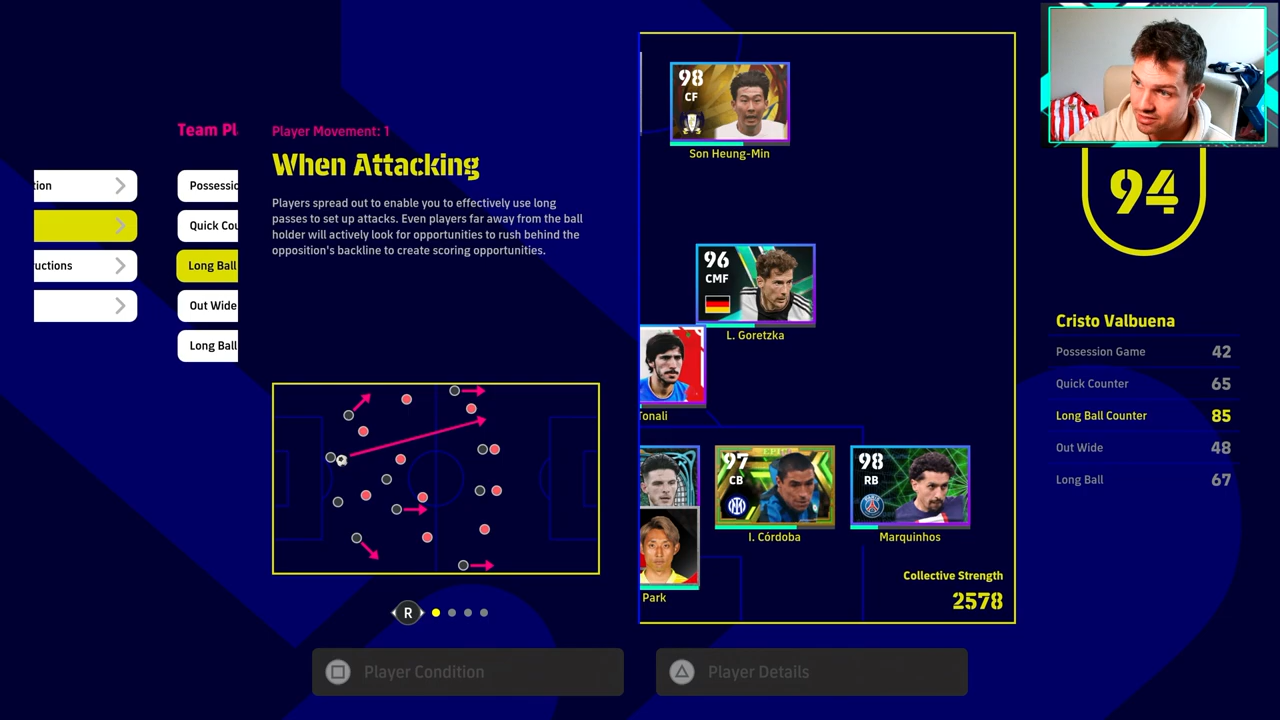 Team Pl
tion
uctions
Possessio
Quick Cou
Long Ball
Out Wide
Long Ball
Player Movement: 1
When Attacking
Players spread out to enable you to effectively use long
passes to set up attacks. Even players far away from the ball
holder will actively look for opportunities to rush behind the
opposition's backline to create scoring opportunities.
R
98
CF
Son Heung-Min
96
CMF
L. Goretzka
Tonali
97
CB
I. Córdoba
98
RB
Marquinhos
Park
Collective Strength
2578
94
Cristo Valbuena
Possession Game 42
Quick Counter 65
Long Ball Counter 85
Out Wide 48
Long Ball 67
Player Condition
Player Details